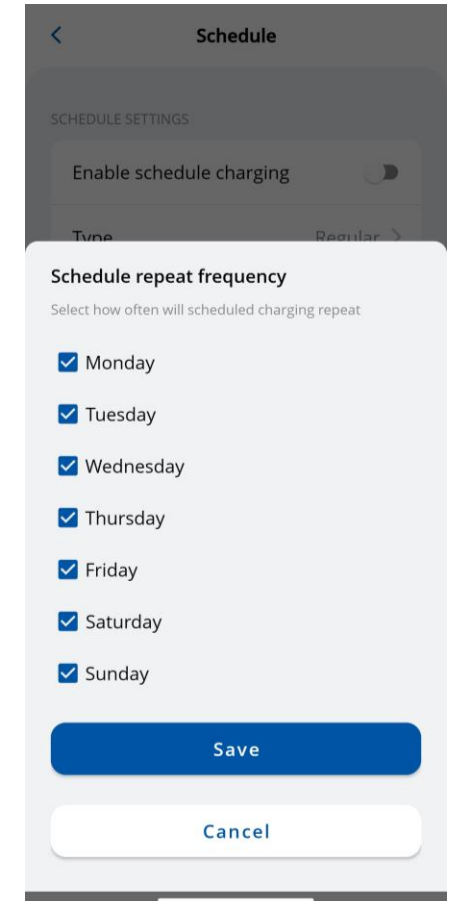 Schedule
SCHEDULE SETTINGS
Enable schedule charging
Type Regular
Schedule repeat frequency
Select how often will scheduled charging repeat
Monday
Tuesday
Wednesday
Thursday
Friday
Saturday
Sunday
Save
Cancel